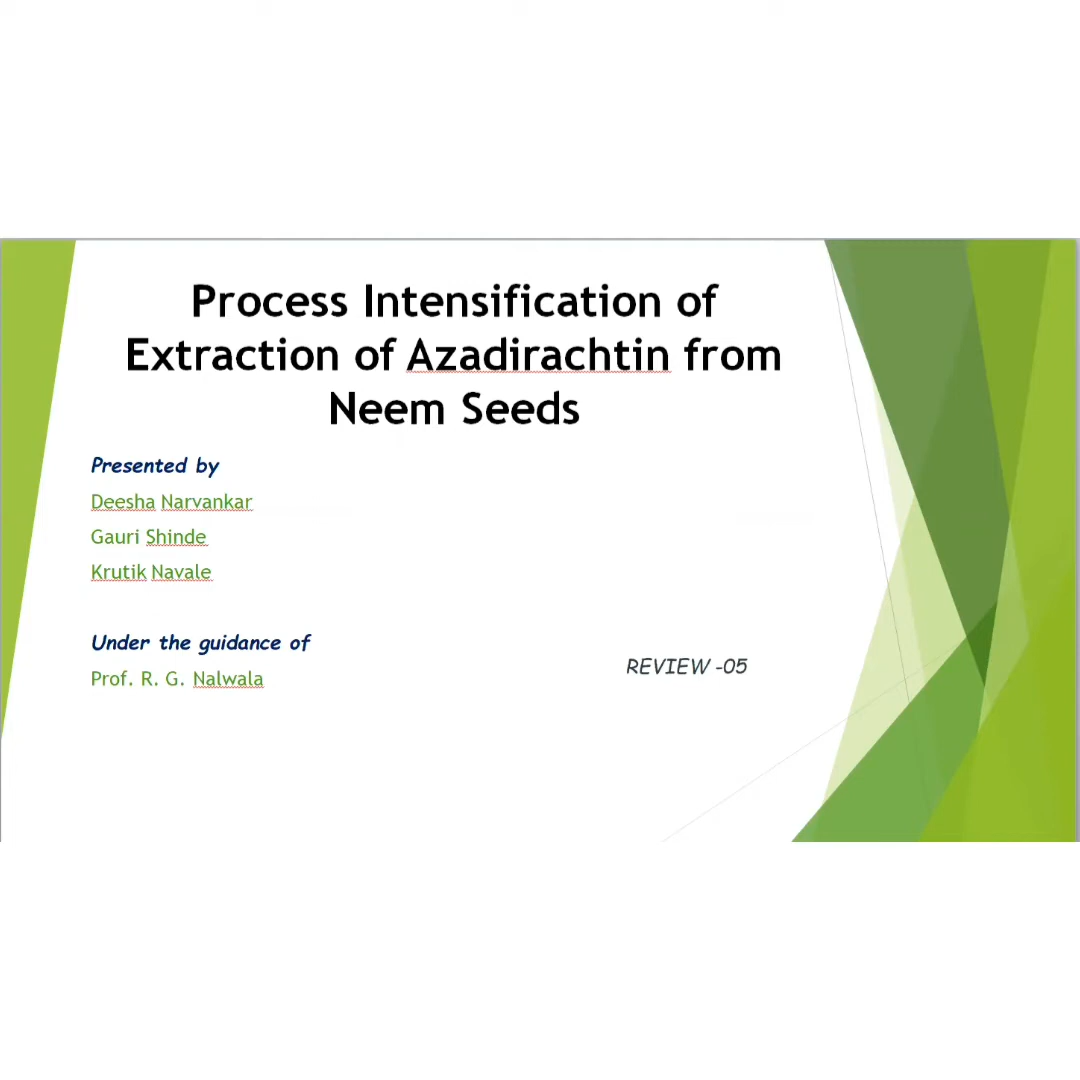 Process Intensification of
Extraction of Azadirachtin from
Neem Seeds
Presented by
Deesha Narvankar
Gauri Shinde
Krutik Navale
Under the guidance of
Prof. R. G. Nalwala
REVIEW -05